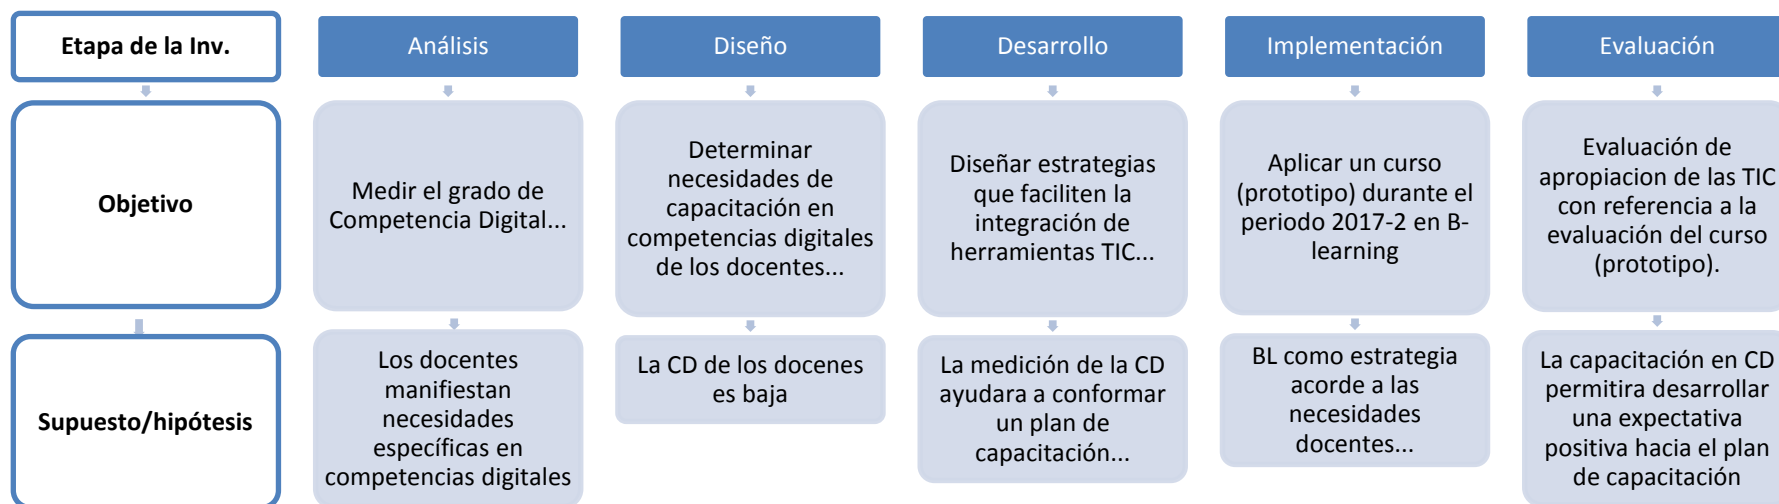 Etapa de la Inv.
Análisis
Diseño
Desarrollo
Implementación
Evaluación
Objetivo
Medir el grado de
Competencia Digital...
Determinar
necesidades de
capacitación en
competencias digitales
de los docentes...
Diseñar estrategias
que faciliten la
integración de
herramientas TIC...
Aplicar un curso
(prototipo) durante el
periodo 2017-2 en B-
learning
Evaluación de
apropiacion de las TIC
con referencia a la
evaluación del curso
(prototipo).
Supuesto/hipótesis
Los docentes
manifiestan
necesidades
específicas en
competencias digitales
La CD de los docenes
es baja
La medición de la CD
ayudara a conformar
un plan de
capacitación...
BL como estrategia
acorde a las
necesidades
docentes...
La capacitación en CD
permitira desarrollar
una expectativa
positiva hacia el plan
de capacitación